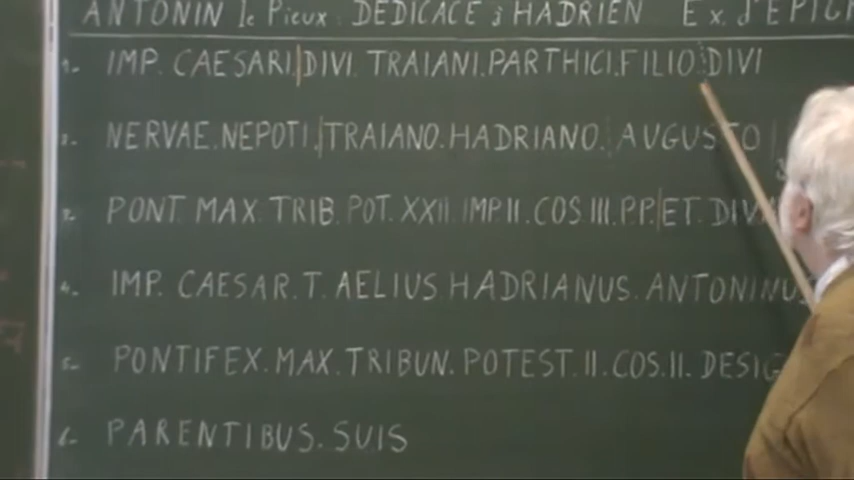 ANTONIN le Pieux : DEDICACE à HADRIEN Ex. d'EPIGR
1- IMP. CAESARI. DIVI. TRAIANI. PARTHICI. FILIO. DIVI
2- NERVAE. NEPOTI. TRAIANO. HADRIANO. AUGUSTO
3- PONT MAX. TRIB. POT. XXII. IMP II. COS III. P.P. ET. DIV
4- IMP. CAESAR. T. AELIUS. HADRIANUS. ANTONINUS
5- PONTIFEX. MAX. TRIBUN. POTEST. II. COS. II. DESIG
6- PARENTIBUS. SUIS